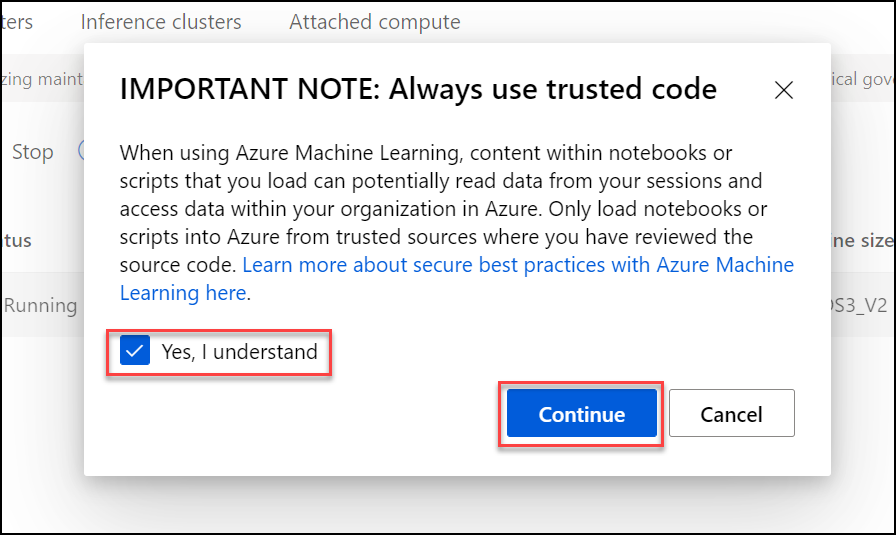 ters Inference clusters Attached compute
zing maint ical gov
IMPORTANT NOTE: Always use trusted code
Stop
When using Azure Machine Learning, content within notebooks or
scripts that you load can potentially read data from your sessions and
access data within your organization in Azure. Only load notebooks or
tatus scripts into Azure from trusted sources where you have reviewed the ne size
source code. Learn more about secure best practices with Azure Machine
Learning here.
Running DS3_V2
Yes, I understand
Continue Cancel